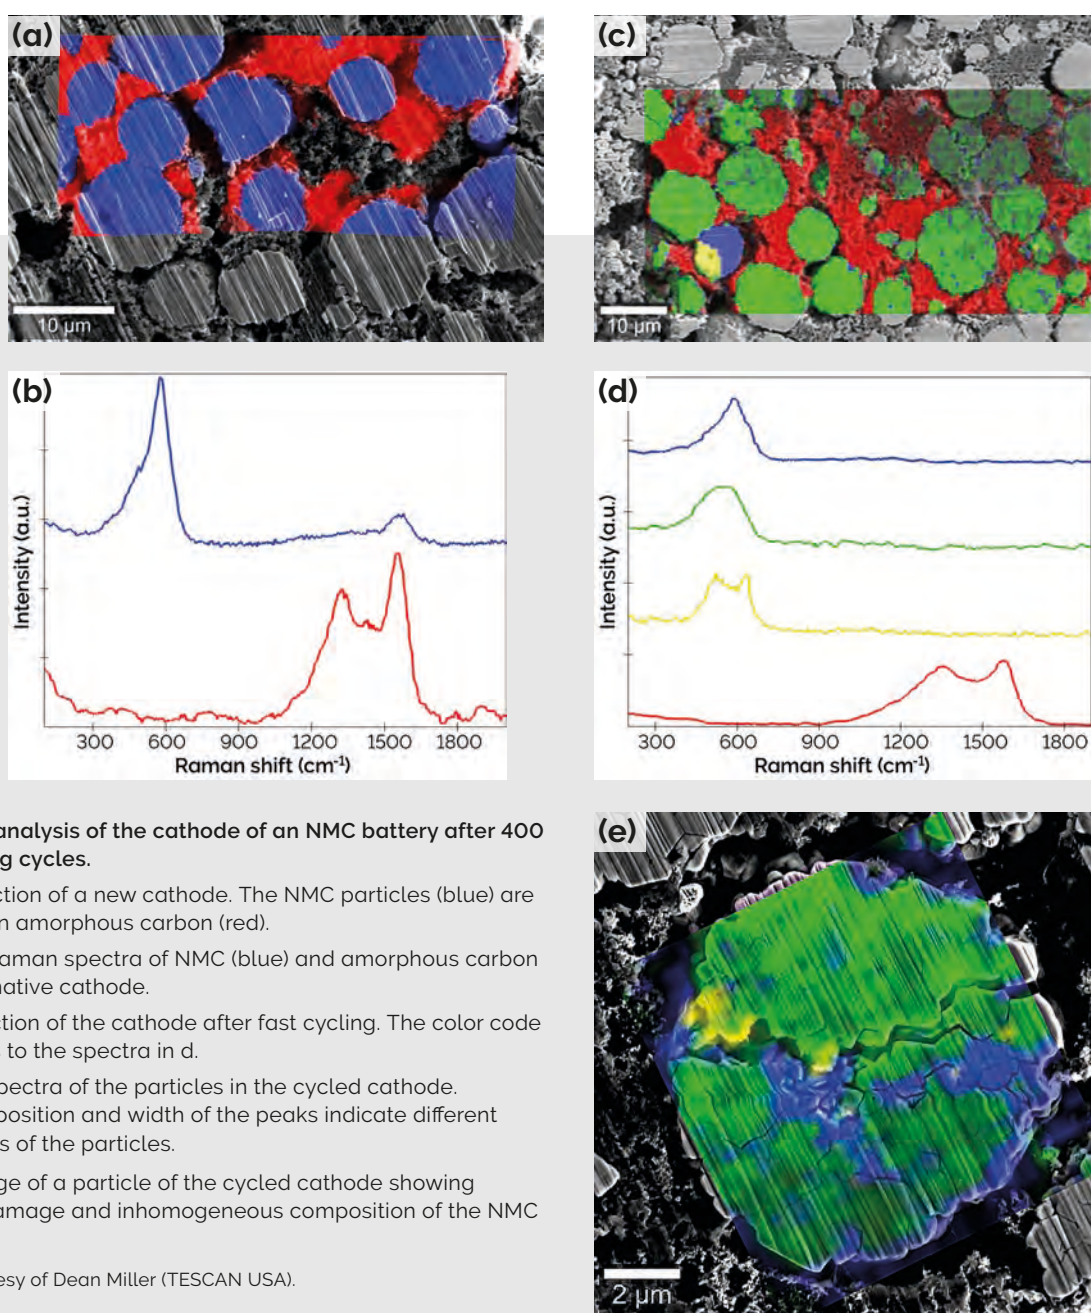 (a)
10 µm
(c)
10 µm
(b)
Intensity (a.u.)
300 600 900 1200 1500 1800
Raman shift (cm-1)
(d)
Intensity (a.u.)
300 600 900 1200 1500 1800
Raman shift (cm-1)
analysis of the cathode of an NMC battery after 400
g cycles.
ction of a new cathode. The NMC particles (blue) are
n amorphous carbon (red).
aman spectra of NMC (blue) and amorphous carbon
native cathode.
ction of the cathode after fast cycling. The color code
s to the spectra in d.
pectra of the particles in the cycled cathode.
position and width of the peaks indicate different
s of the particles.
ge of a particle of the cycled cathode showing
amage and inhomogeneous composition of the NMC
esy of Dean Miller (TESCAN USA).
(e)
2 µm